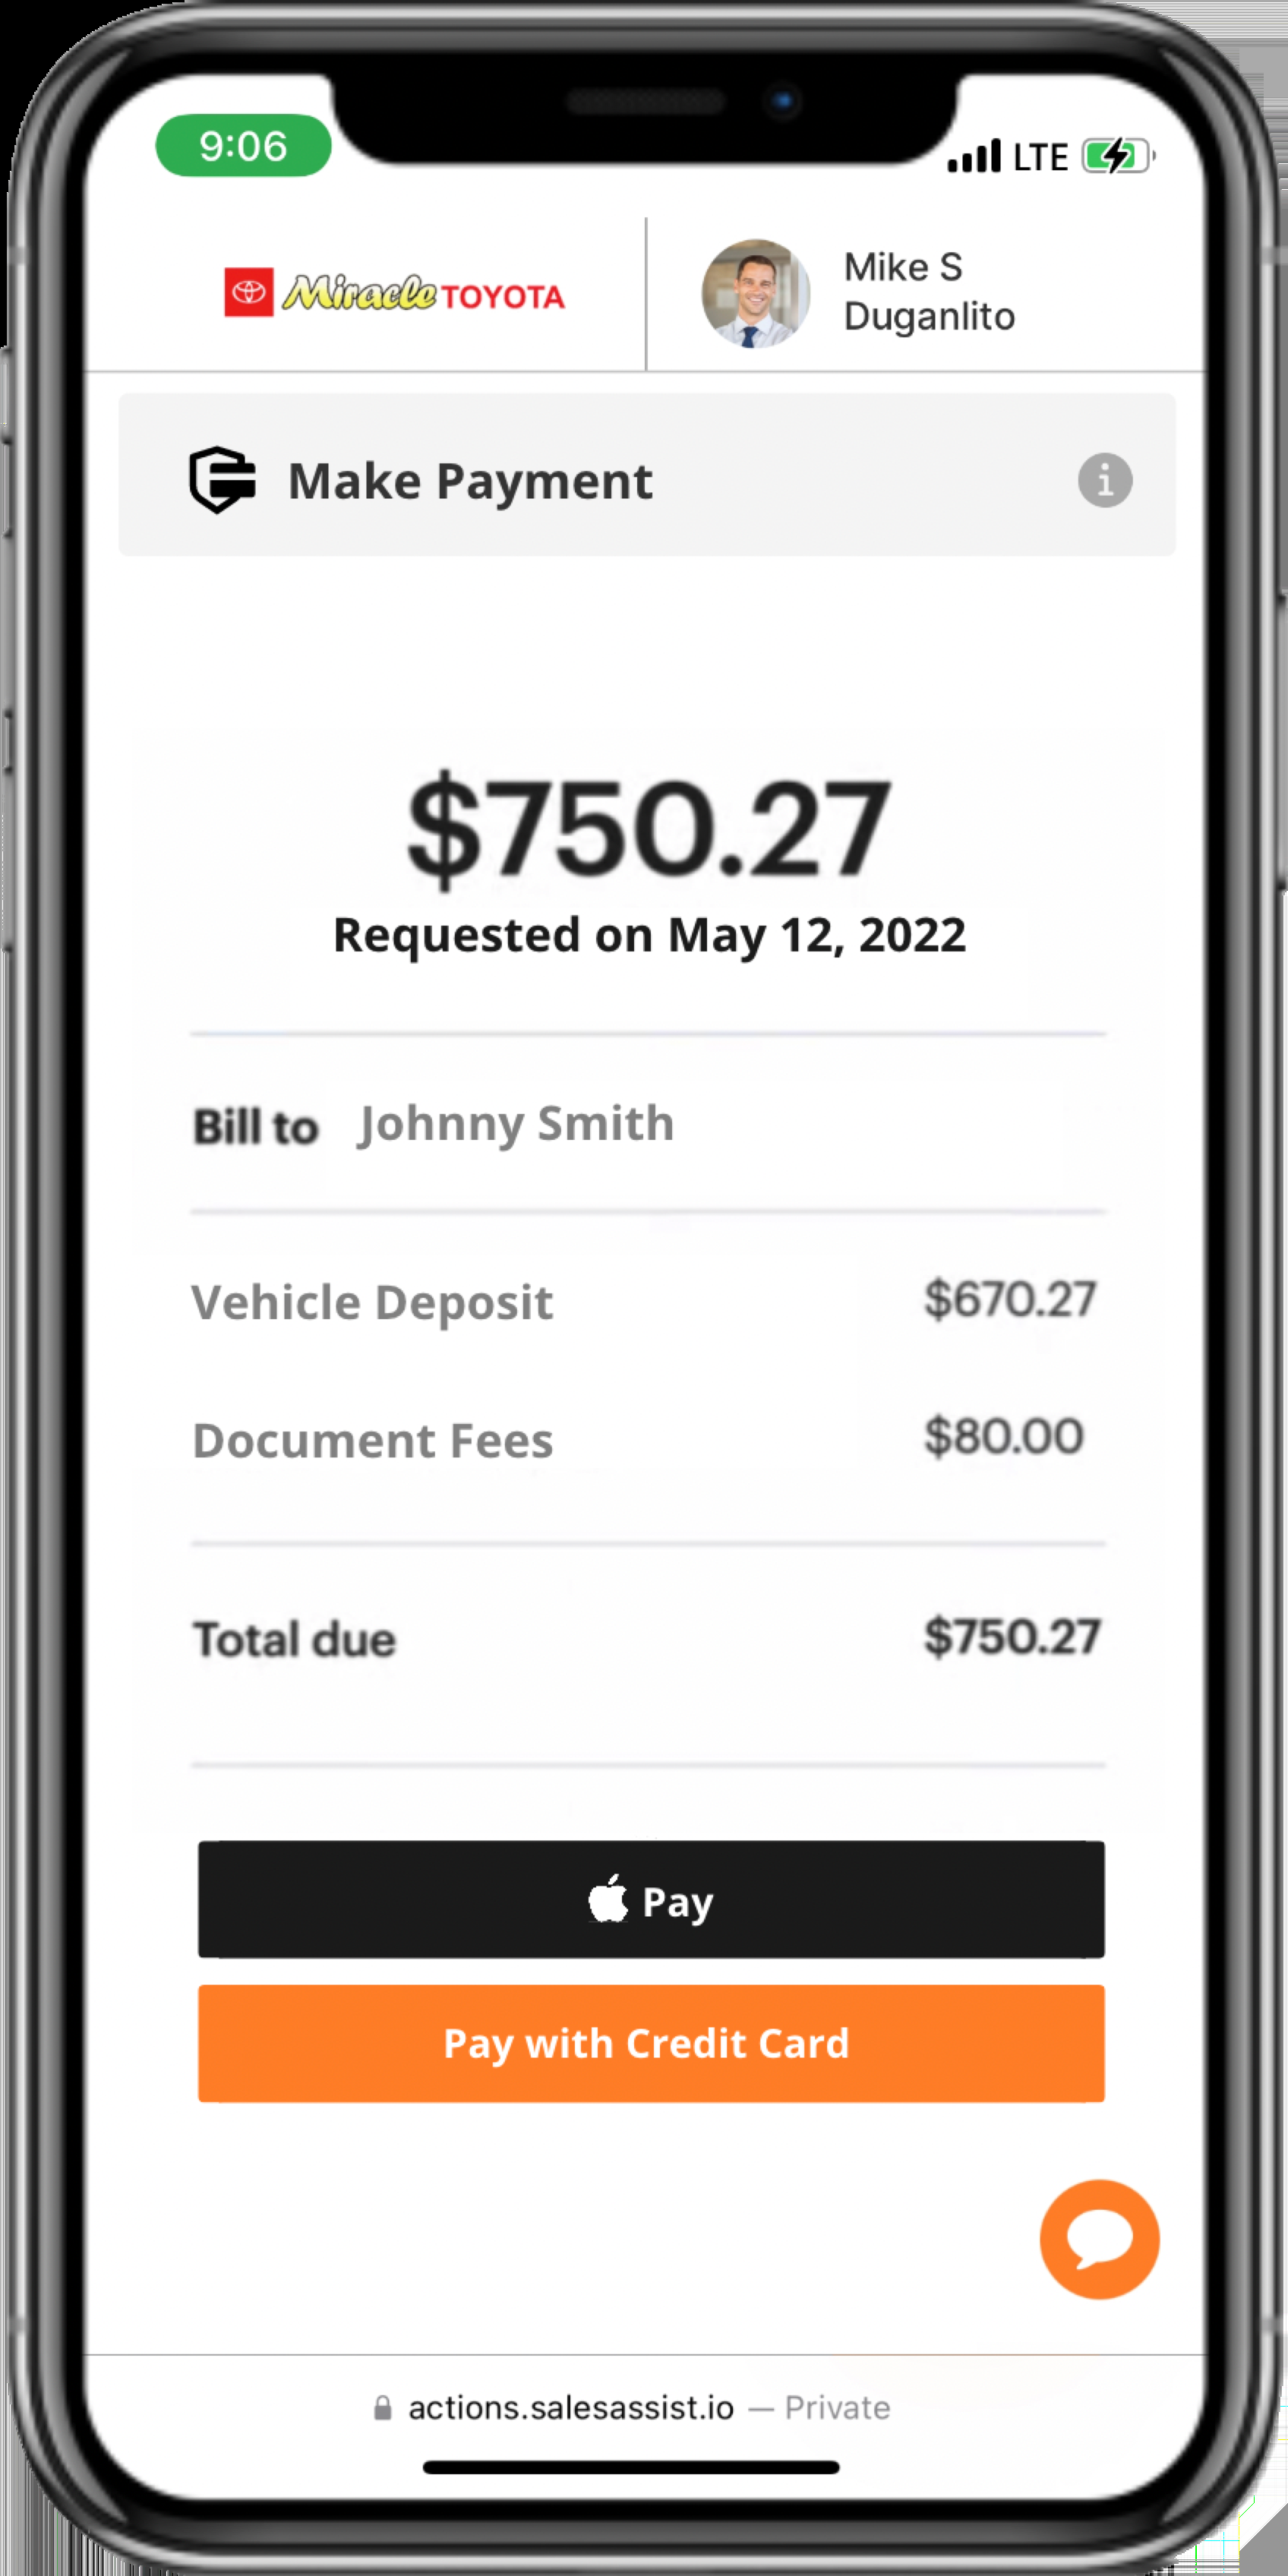 9:06
LTE
Miracle TOYOTA
Mike S
Duganlito
Make Payment
$750.27
Requested on May 12, 2022
Bill to Johnny Smith
Vehicle Deposit $670.27
Document Fees $80.00
Total due $750.27
Pay
Pay with Credit Card
actions.salesassist.io — Private